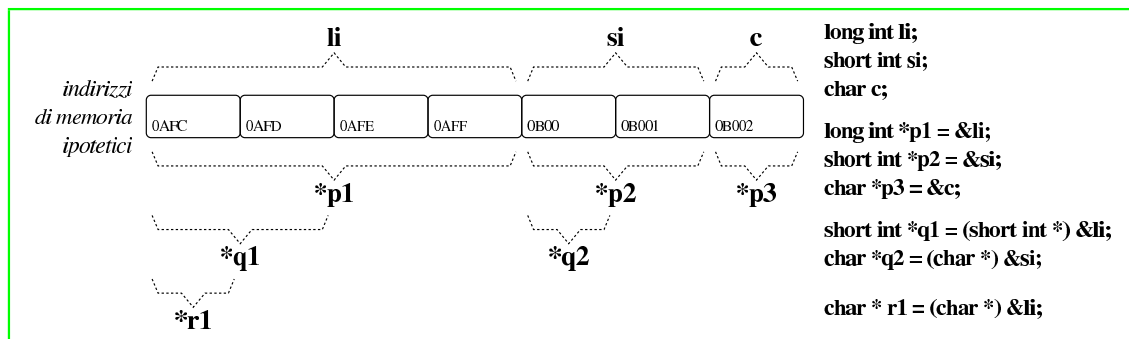 li si c
indirizzi
di memoria
ipotetici
0AFC 0AFD 0AFE 0AFF 0B00 0B001 0B002
*p1 *p2 *p3
*q1 *q2
*r1
long int li;
short int si;
char c;
long int *p1 = &li;
short int *p2 = &si;
char *p3 = &c;
short int *q1 = (short int *) &li;
char *q2 = (char *) &si;
char * r1 = (char *) &li;